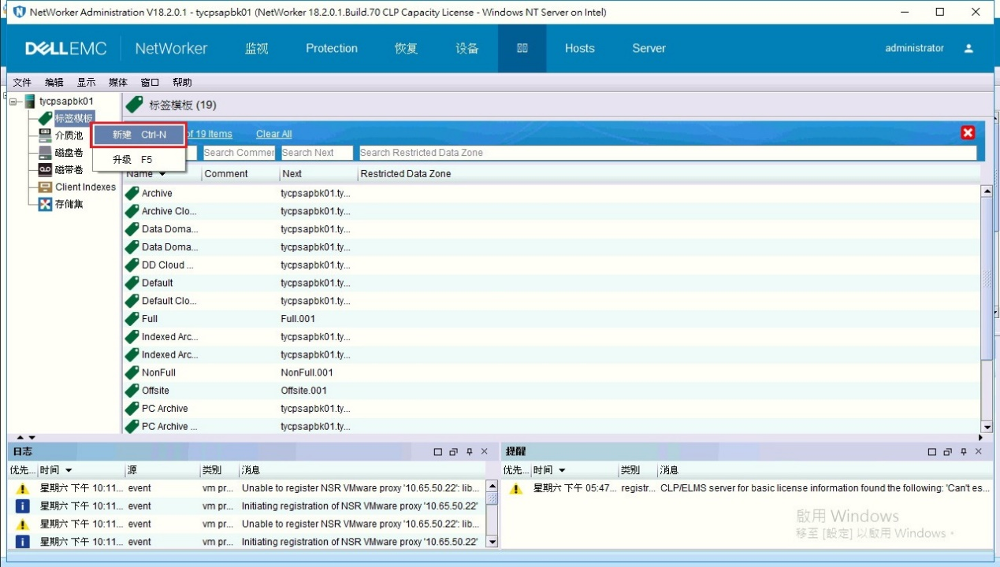 NetWorker Administration V18.2.0.1 - tycpsapbk01 (NetWorker 18.2.0.1.Build.70 CLP Capacity License - Windows NT Server on Intel)
DELLEMC NetWorker 监视 Protection 恢复 设备 Hosts Server administrator
文件 编辑 显示 媒体 窗口 帮助
tycpsapbk01
标签模板
介质池
磁盘卷
磁带卷
Client Indexes
存储集
新建 Ctrl-N
升级 F5
标签模板 (19)
of 19 Items Clear All
Search Commer Search Next Search Restricted Data Zone
Name Comment Next Restricted Data Zone
Archive tycpsapbk01.ty...
Archive Clo... tycpsapbk01.ty...
Data Doma... tycpsapbk01.ty...
Data Doma... tycpsapbk01.ty...
DD Cloud ... tycpsapbk01.ty...
Default tycpsapbk01.ty...
Default Clo... tycpsapbk01.ty...
Full Full.001
Indexed Arc... tycpsapbk01.ty...
Indexed Arc... tycpsapbk01.ty...
NonFull NonFull.001
Offsite Offsite.001
PC Archive tycpsapbk01.ty...
PC Archive ... tycpsapbk01.ty...
日志
优先... 时间 源 类别 消息
星期六 下午 10:11... event vm pr... Unable to register NSR VMware proxy '10.65.50.22': lib...
星期六 下午 10:11... event vm pr... Initiating registration of NSR VMware proxy '10.65.50.22'
星期六 下午 10:11... event vm pr... Unable to register NSR VMware proxy '10.65.50.22': lib...
星期六 下午 10:11... event vm pr... Initiating registration of NSR VMware proxy '10.65.50.22'
提醒
优先... 时间 类别 消息
星期六 下午 05:47... registr... CLP/ELMS server for basic license information found the following: 'Can't es...
啟用 Windows
移至 [設定] 以啟用 Windows。